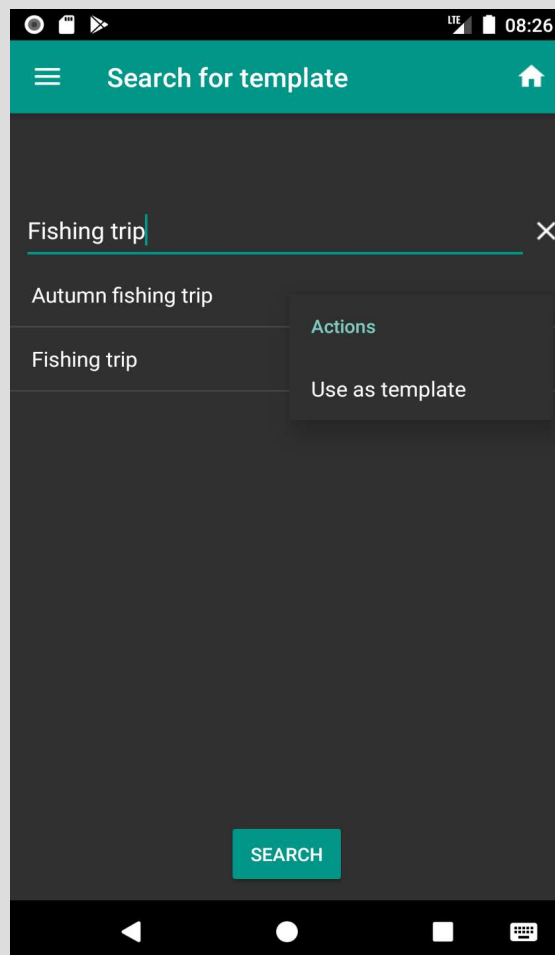 LTE 08:26
Search for template
Fishing trip
Autumn fishing trip
Actions
Fishing trip
Use as template
SEARCH